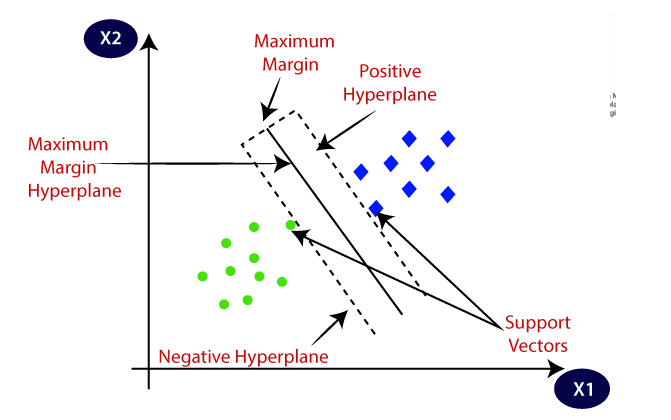 X2
Maximum
Margin
Positive
Hyperplane
Maximum
Margin
Hyperplane
Support
Vectors
Negative Hyperplane
X1